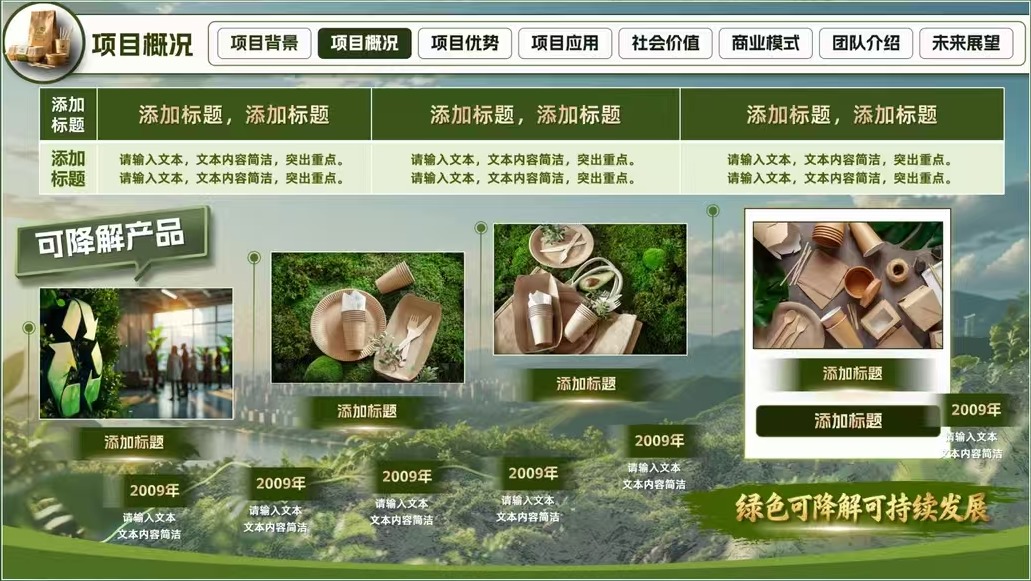 项目概况
项目背景
项目概况
项目优势
项目应用
社会价值
商业模式
团队介绍
未来展望
添加
标题
添加标题，添加标题
添加标题，添加标题
添加标题，添加标题
添加
标题
请输入文本，文本内容简洁，突出重点。
请输入文本，文本内容简洁，突出重点。
请输入文本，文本内容简洁，突出重点。
请输入文本，文本内容简洁，突出重点。
请输入文本，文本内容简洁，突出重点。
请输入文本，文本内容简洁，突出重点。
可降解产品
添加标题
添加标题
添加标题
添加标题
添加标题
2009年
请输入文本
文本内容简洁
2009年
请输入文本
文本内容简洁
2009年
请输入文本
文本内容简洁
2009年
请输入文本
文本内容简洁
2009年
请输入文本
文本内容简洁
2009年
请输入文本
文本内容简洁
绿色可降解可持续发展